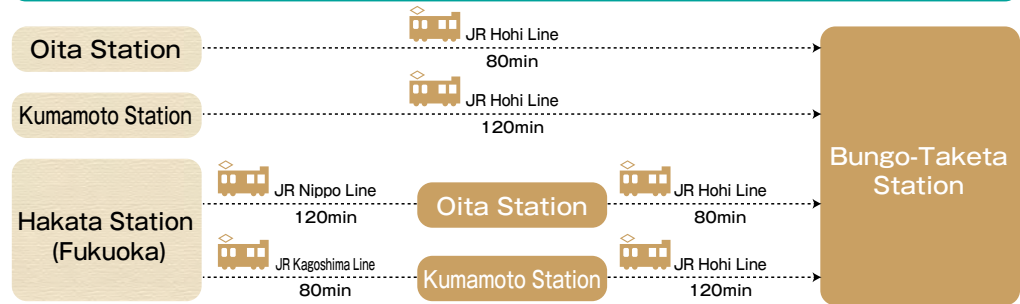 Oita Station
JR Hohi Line
80min
Kumamoto Station
JR Hohi Line
120min
Hakata Station
(Fukuoka)
JR Nippo Line
120min
Oita Station
JR Hohi Line
80min
JR Kagoshima Line
80min
Kumamoto Station
JR Hohi Line
120min
Bungo-Taketa
Station